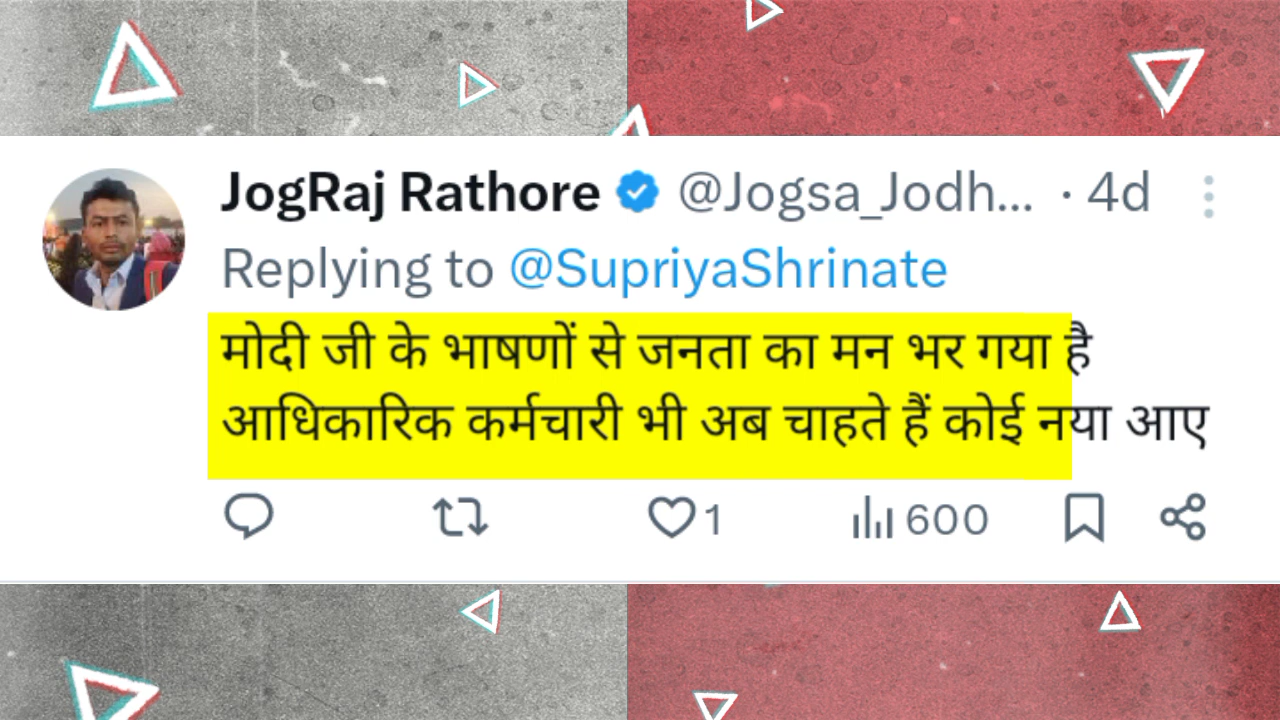 JogRaj Rathore @Jogsa_Jodh... · 4d
Replying to @SupriyaShrinate
मोदी जी के भाषणों से जनता का मन भर गया है
आधिकारिक कर्मचारी भी अब चाहते हैं कोई नया आए
1 600